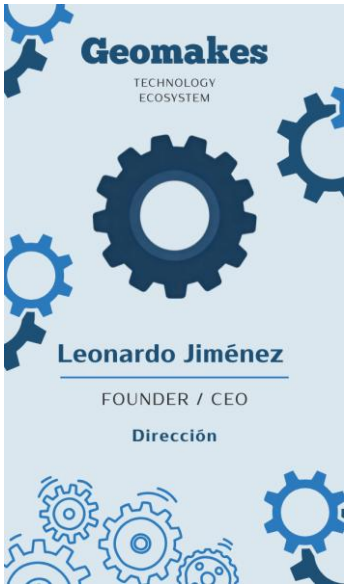 Geomakes
TECHNOLOGY
ECOSYSTEM
Leonardo Jiménez
FOUNDER / CEO
Dirección